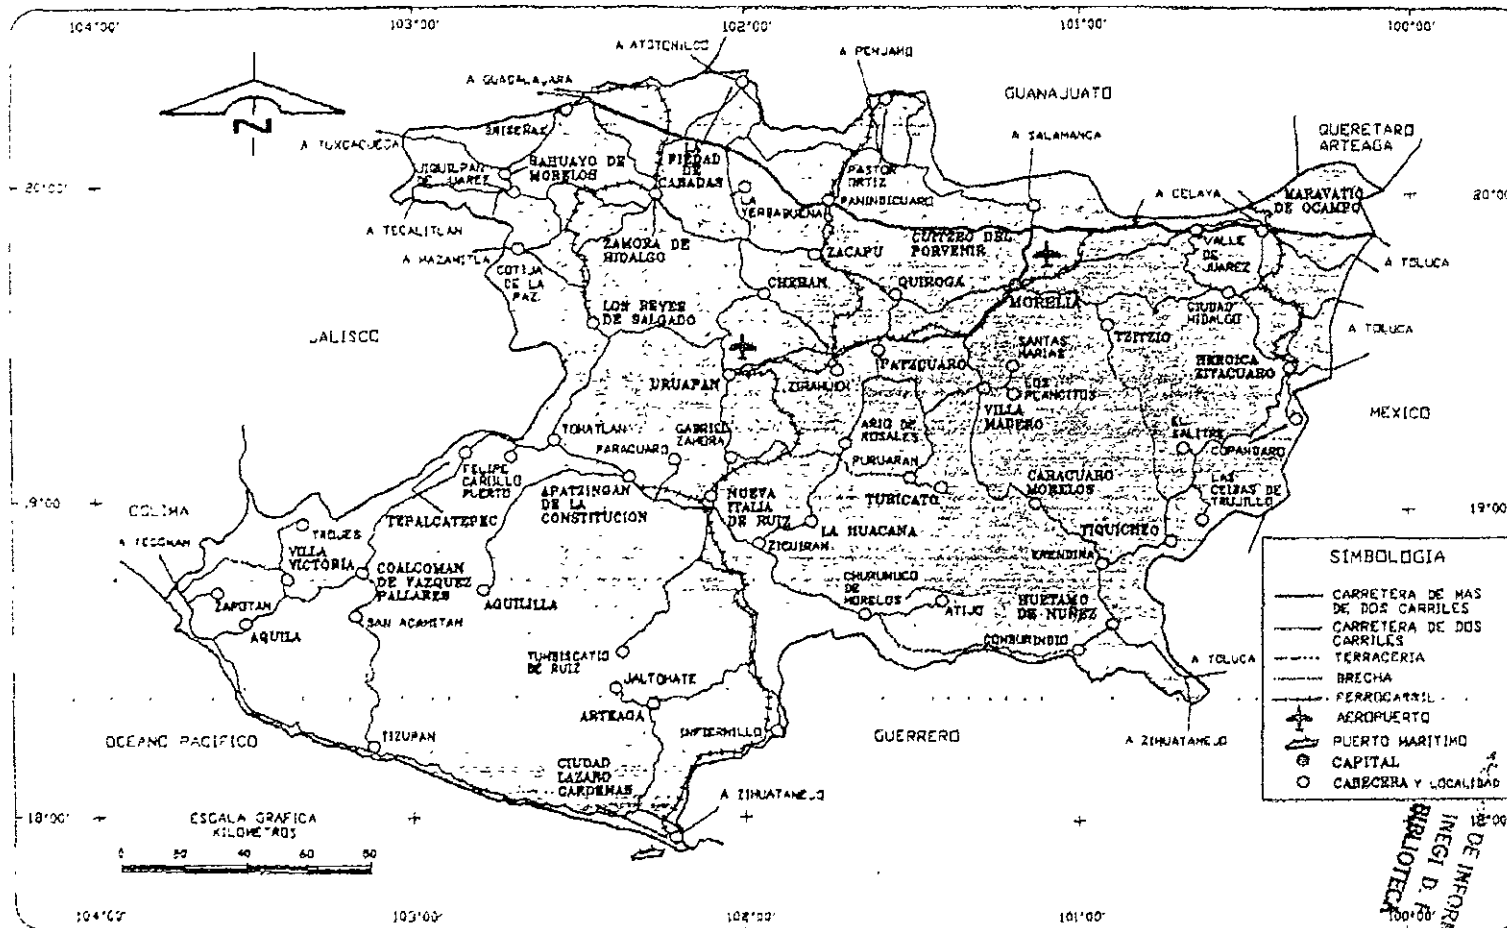 104°00'
103°00'
102°00'
101°00'
100°00'
A ATOTONILCO
A PENJAMO
A GUADALAJARA
GUANAJUATO
N
BRISEÑAS
A SALAMANCA
QUERETARO
ARTEAGA
A TUXCACUECA
JIQUILPAN
DE JUAREZ
SAHUAYO DE
MORELOS
LA
PIEDAD
DE
CABADAS
PASTOR
ORTIZ
A CELAYA
MARAVATIO
DE OCAMPO
20°00'
20°00'
LA
YERBABUENA
PANINDICUARO
A TECALITLAN
ZAMORA DE
HIDALGO
ZACAPU
CUITZEO DEL
PORVENIR
VALLE
DE
JUAREZ
A MAZAMITLA
A TOLUCA
COTIJA
DE LA
PAZ
CHERAN
QUIROGA
MORELIA
CIUDAD
HIDALGO
LOS REYES
DE SALGADO
A TOLUCA
JALISCO
TZITZIO
SANTAS
MARIAS
HEROICA
ZITACUARO
URUAPAN
ZIRAHUEN
PATZCUARO
LOS
PLANCITOS
VILLA
MADERO
MEXICO
TOMATLAN
PARACUARO
GABRIEL
ZAMORA
ARIO DE
ROSALES
EL
SALITRE
COPANDARO
FELIPE
CARRILLO
PUERTO
PURUARAN
TURICATO
CARACUARO
MORELOS
LAS
CEIBAS DE
TRUJILLO
TEPALCATEPEC
APATZINGAN
DE LA
CONSTITUCION
NUEVA
ITALIA
DE RUIZ
LA HUACANA
TIQUICHEO
19°00'
19°00'
COLIMA
TROJES
A TECOMAN
VILLA
VICTORIA
ZICUIRAN
ERENDIRA
COALCOMAN
DE VAZQUEZ
PALLARES
AGUILILLA
CHURUMUCO
DE
MORELOS
ATIJO
HUETAMO
DE NUÑEZ
ZAPOTAN
AQUILA
SAN ACAMITAN
CONBURINDIO
TUMBISCATIO
DE RUIZ
A TOLUCA
JALTOMATE
ARTEAGA
INFIERNILLO
GUERRERO
A ZIHUATANEJO
OCEANO PACIFICO
TIZUPAN
CIUDAD
LAZARO
CARDENAS
A ZIHUATANEJO
18°00'
18°00'
ESCALA GRAFICA
KILOMETROS
0 20 40 60 80
SIMBOLOGIA
CARRETERA DE MAS
DE DOS CARRILES
CARRETERA DE DOS
CARRILES
TERRACERIA
BRECHA
FERROCARRIL
AEROPUERTO
PUERTO MARITIMO
CAPITAL
CABECERA Y LOCALIDAD
DE INFOR
INEGI D. F.
BIBLIOTECA
104°00'
103°00'
102°00'
101°00'
100°00'